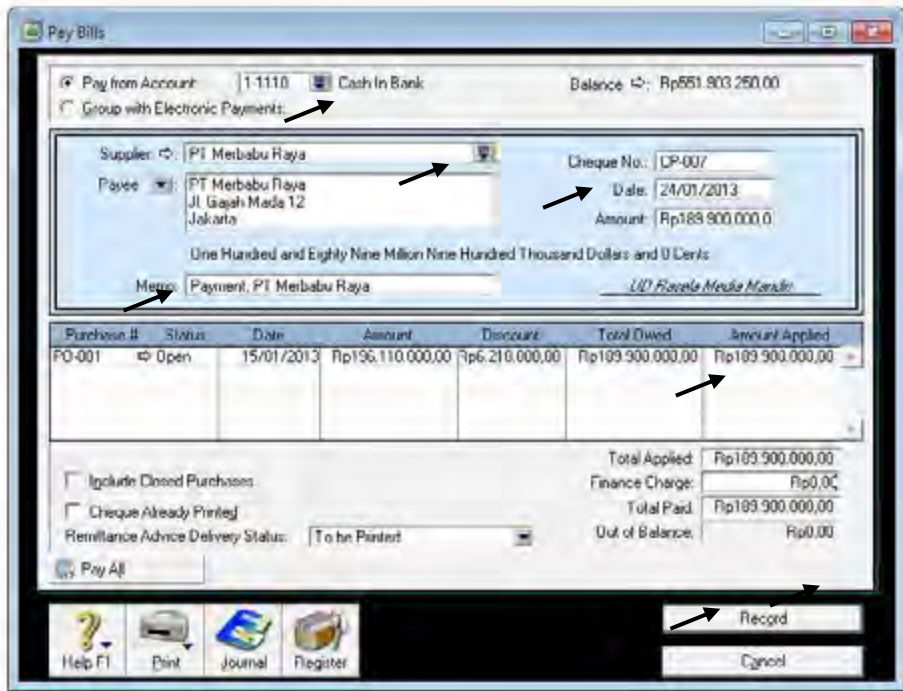 Pay Bills
Pay from Account: 1-1110 Cash In Bank Balance ⇨: Rp551.903.250,00
Group with Electronic Payments:
Supplier ⇨: PT Merbabu Raya Cheque No.: CP-007
Payee : PT Merbabu Raya Date: 24/01/2013
Jl. Gajah Mada 12
Jakarta Amount: Rp189.900.000,0
One Hundred and Eighty Nine Million Nine Hundred Thousand Dollars and 0 Cents
Memo: Payment; PT Merbabu Raya UD Media Mandiri
Purchase # Status Date Amount Discount Total Owed Amount Applied
PO-001 ⇨ Open 15/01/2013 Rp196.110.000,00 Rp6.210.000,00 Rp189.900.000,00 Rp189.900.000,00
Total Applied: Rp189.900.000,00
Include Closed Purchases Finance Charge: Rp0,00
Cheque Already Printed Total Paid: Rp189.900.000,00
Remittance Advice Delivery Status: To be Printed Out of Balance: Rp0,00
Pay All
Record
Help F1 Print Journal Register Cancel